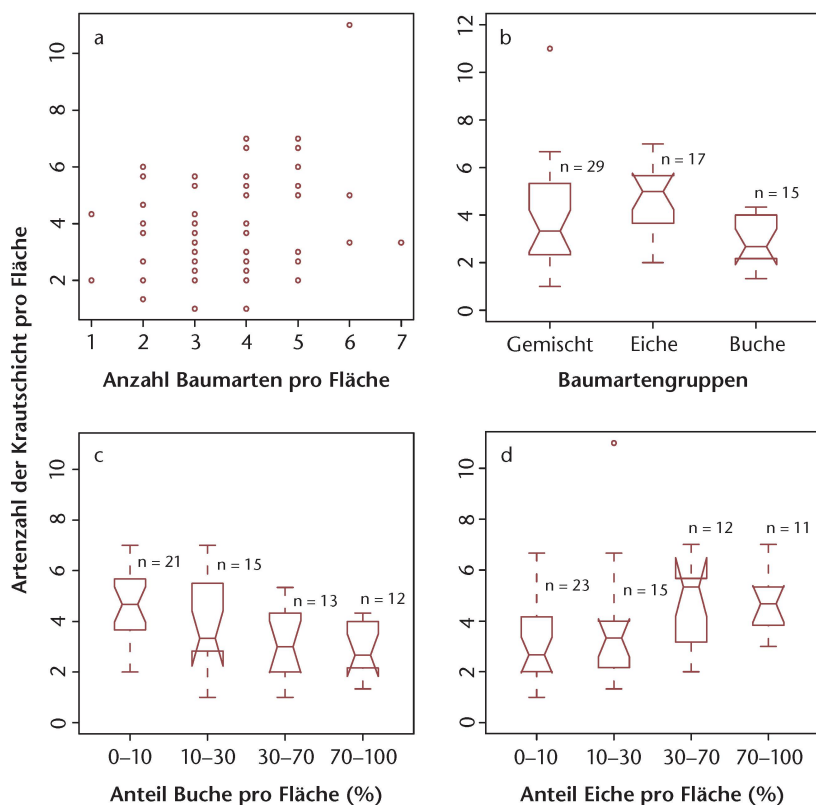 Artenzahl der Krautschicht pro Fläche
a
10
8
6
4
2
1 2 3 4 5 6 7
Anzahl Baumarten pro Fläche
b
12
10
8
6
4
2
0
n = 29
n = 17
n = 15
Gemischt Eiche Buche
Baumartengruppen
c
10
8
6
4
2
0
n = 21
n = 15
n = 13
n = 12
0–10 10–30 30–70 70–100
Anteil Buche pro Fläche (%)
d
10
8
6
4
2
0
n = 23
n = 15
n = 12
n = 11
0–10 10–30 30–70 70–100
Anteil Eiche pro Fläche (%)